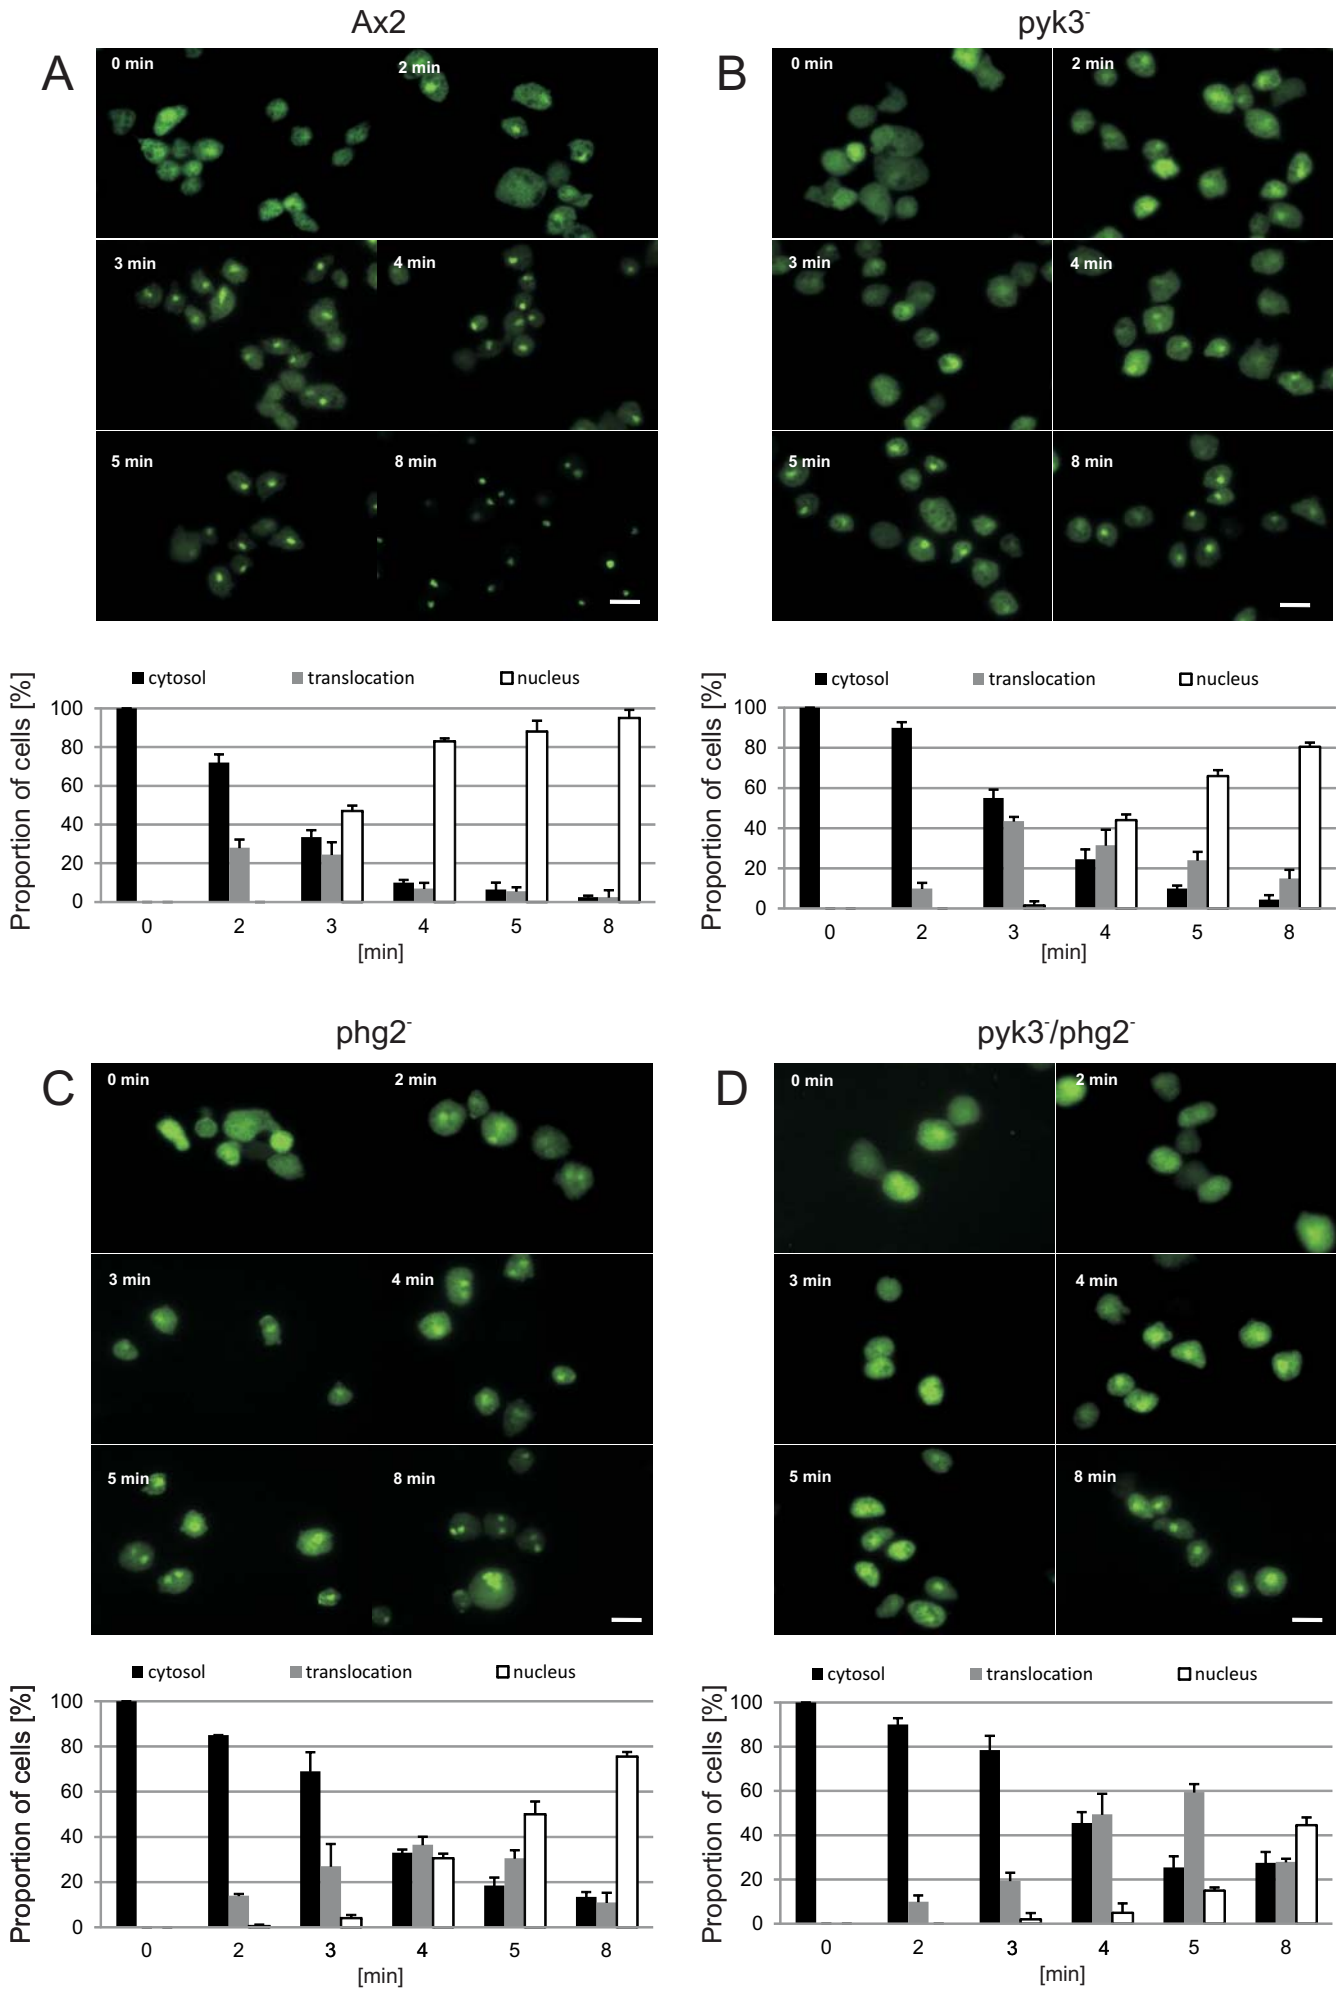 Ax2
pyk3⁻
A
0 min
2 min
3 min
4 min
5 min
8 min
B
0 min
2 min
3 min
4 min
5 min
8 min
cytosol translocation nucleus
Proportion of cells [%]
100
80
60
40
20
0
0 2 3 4 5 8
[min]
cytosol translocation nucleus
Proportion of cells [%]
100
80
60
40
20
0
0 2 3 4 5 8
[min]
phg2⁻
pyk3⁻/phg2⁻
C
0 min
2 min
3 min
4 min
5 min
8 min
D
0 min
2 min
3 min
4 min
5 min
8 min
cytosol translocation nucleus
Proportion of cells [%]
100
80
60
40
20
0
0 2 3 4 5 8
[min]
cytosol translocation nucleus
Proportion of cells [%]
100
80
60
40
20
0
0 2 3 4 5 8
[min]